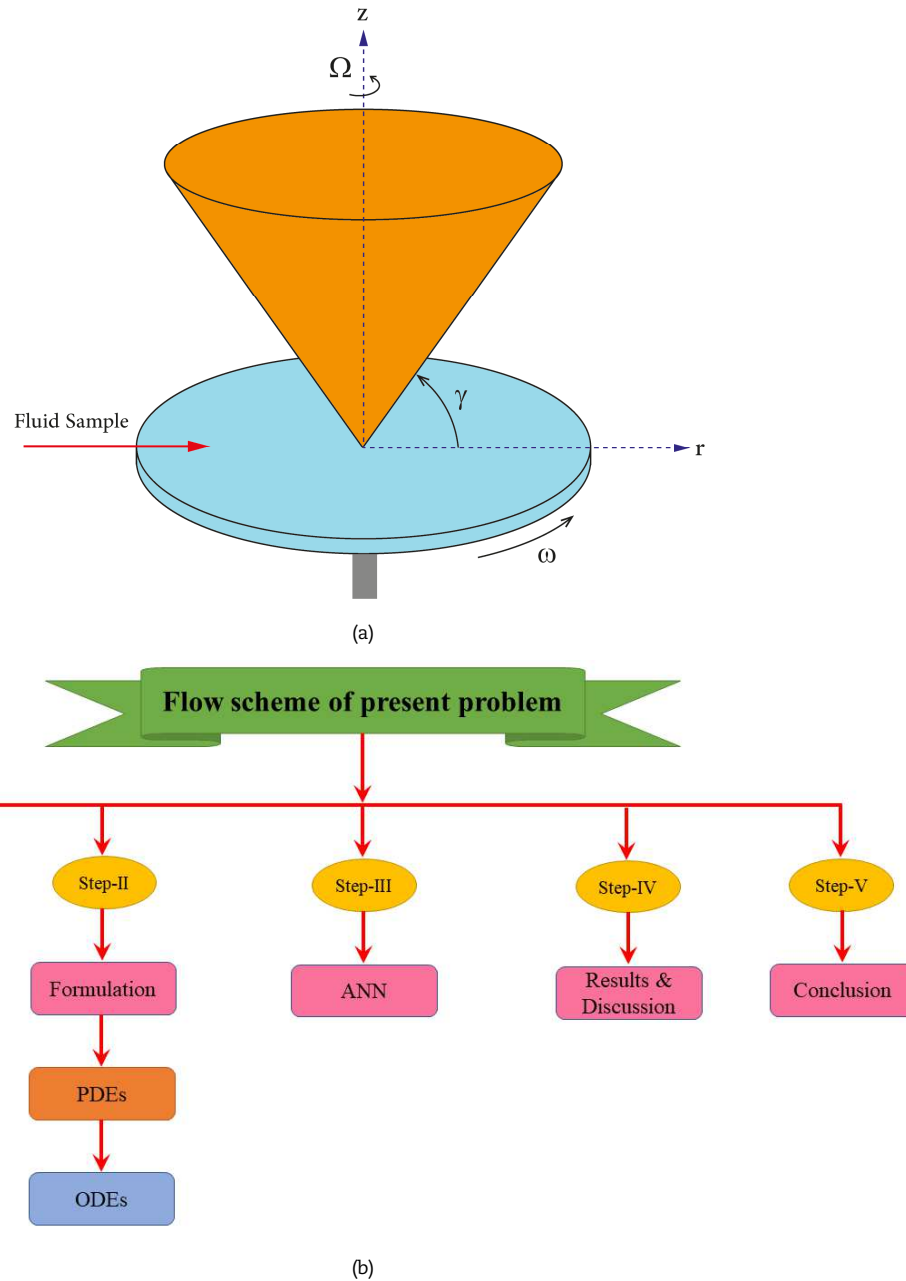 z
Ω
γ
Fluid Sample
r
ω
(a)
Flow scheme of present problem
Step-II
Step-III
Step-IV
Step-V
Formulation
ANN
Results &
Discussion
Conclusion
PDEs
ODEs
(b)